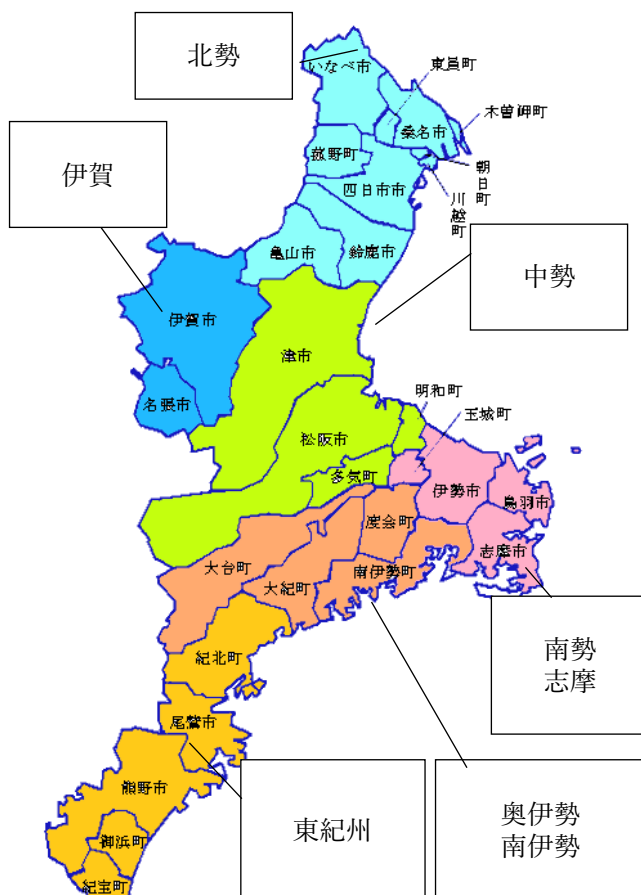 北勢
いなべ市
東員町
桑名市
木曽岬町
菰野町
朝日町
四日市市
川越町
伊賀
亀山市
鈴鹿市
中勢
伊賀市
津市
名張市
明和町
玉城町
松阪市
多気町
伊勢市
鳥羽市
度会町
志摩市
大台町
南伊勢町
大紀町
南勢
志摩
紀北町
尾鷲市
熊野市
東紀州
奥伊勢
南伊勢
御浜町
紀宝町